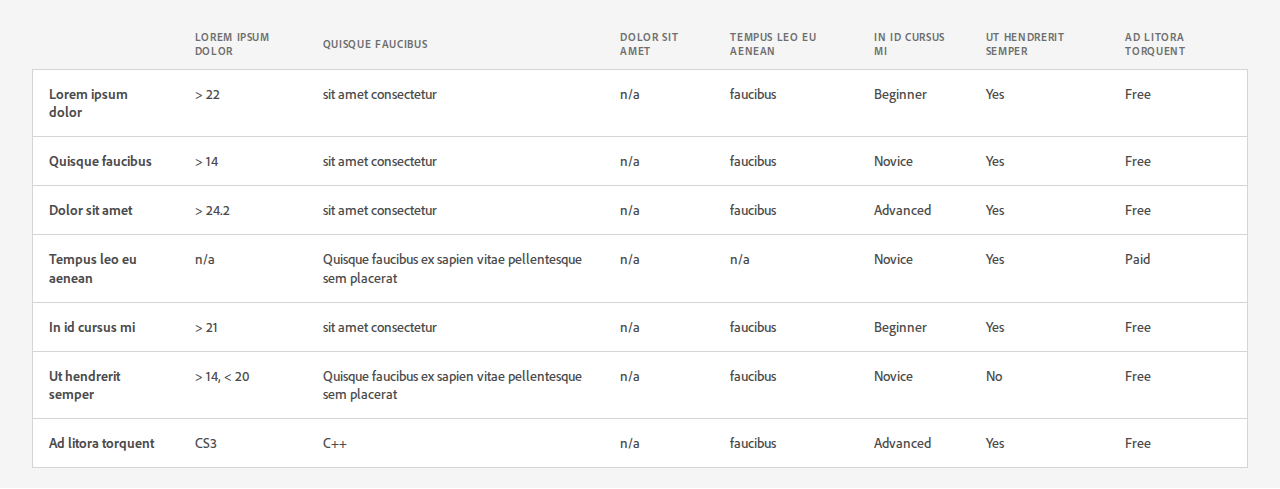 LOREM IPSUM DOLOR QUISQUE FAUCIBUS DOLOR SIT AMET TEMPUS LEO EU AENEAN IN ID CURSUS MI UT HENDRERIT SEMPER AD LITORA TORQUENT
Lorem ipsum dolor > 22 sit amet consectetur n/a faucibus Beginner Yes Free
Quisque faucibus > 14 sit amet consectetur n/a faucibus Novice Yes Free
Dolor sit amet > 24.2 sit amet consectetur n/a faucibus Advanced Yes Free
Tempus leo eu aenean n/a Quisque faucibus ex sapien vitae pellentesque sem placerat n/a n/a Novice Yes Paid
In id cursus mi > 21 sit amet consectetur n/a faucibus Beginner Yes Free
Ut hendrerit semper > 14, < 20 Quisque faucibus ex sapien vitae pellentesque sem placerat n/a faucibus Novice No Free
Ad litora torquent CS3 C++ n/a faucibus Advanced Yes Free